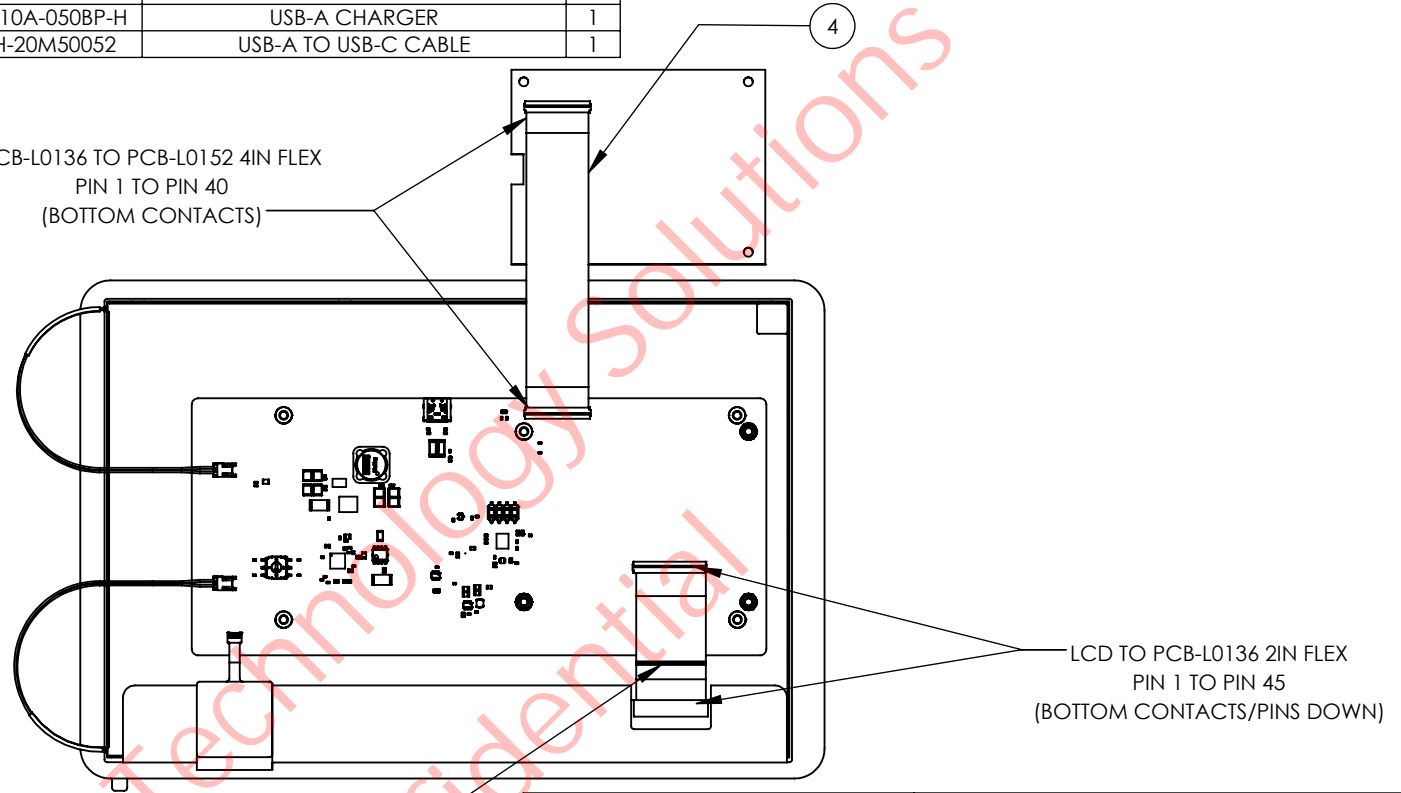 10A-050BP-H USB-A CHARGER 1
H-20M50052 USB-A TO USB-C CABLE 1
4
CB-L0136 TO PCB-L0152 4IN FLEX
PIN 1 TO PIN 40
(BOTTOM CONTACTS)
LCD TO PCB-L0136 2IN FLEX
PIN 1 TO PIN 45
(BOTTOM CONTACTS/PINS DOWN)
Technology Solutions
fidential